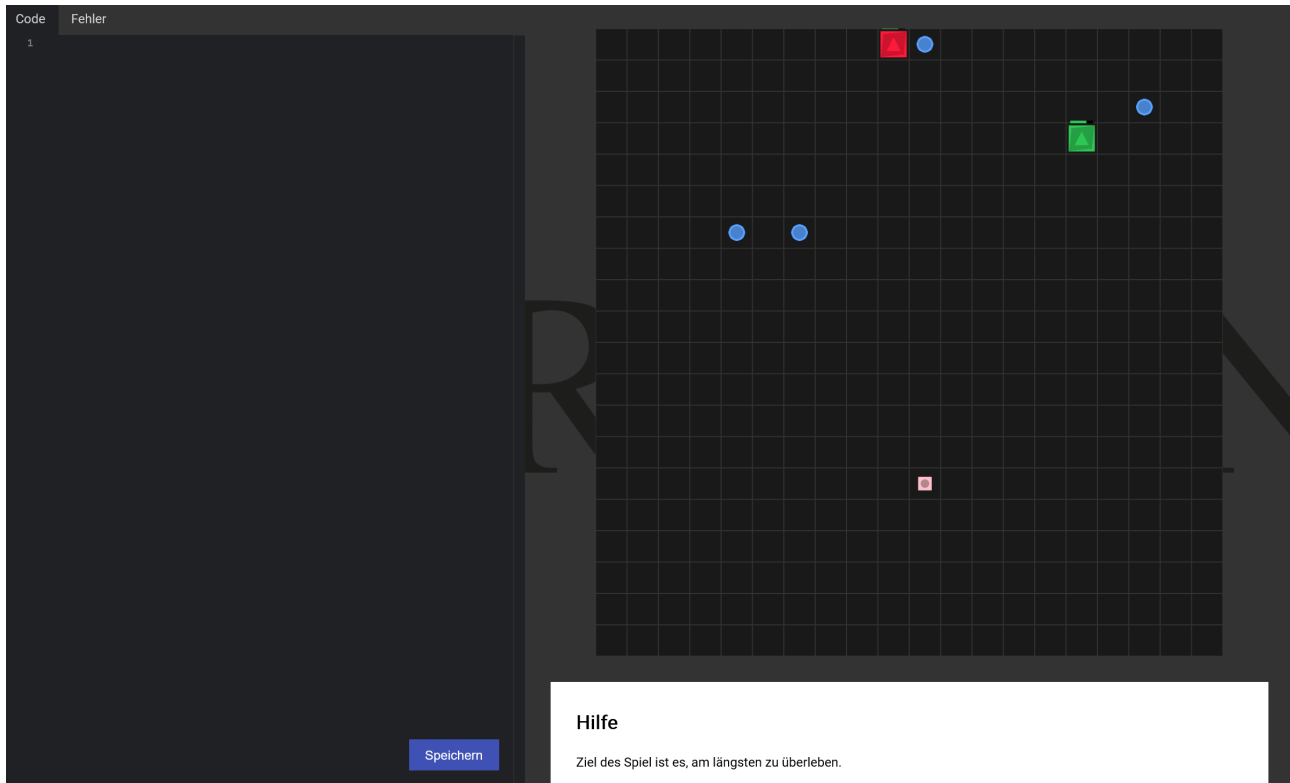 Code Fehler
1
R N
Speichern
Hilfe
Ziel des Spiel ist es, am längsten zu überleben.